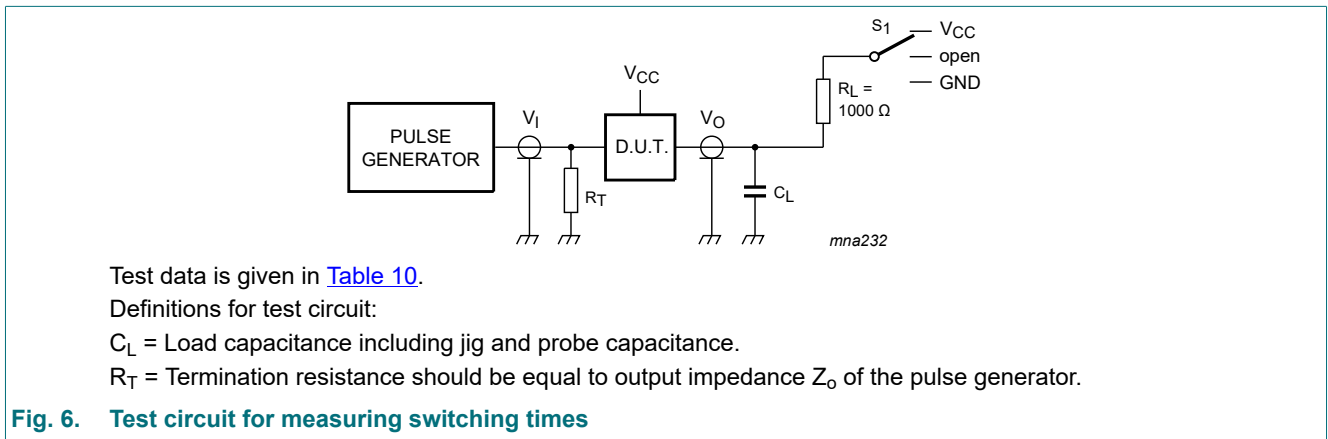 S1
VCC
open
GND
VCC
RL =
1000 Ω
PULSE
GENERATOR
VI
D.U.T.
VO
RT
CL
mna232
Test data is given in Table 10.
Definitions for test circuit:
CL = Load capacitance including jig and probe capacitance.
RT = Termination resistance should be equal to output impedance Zo of the pulse generator.
Fig. 6. Test circuit for measuring switching times